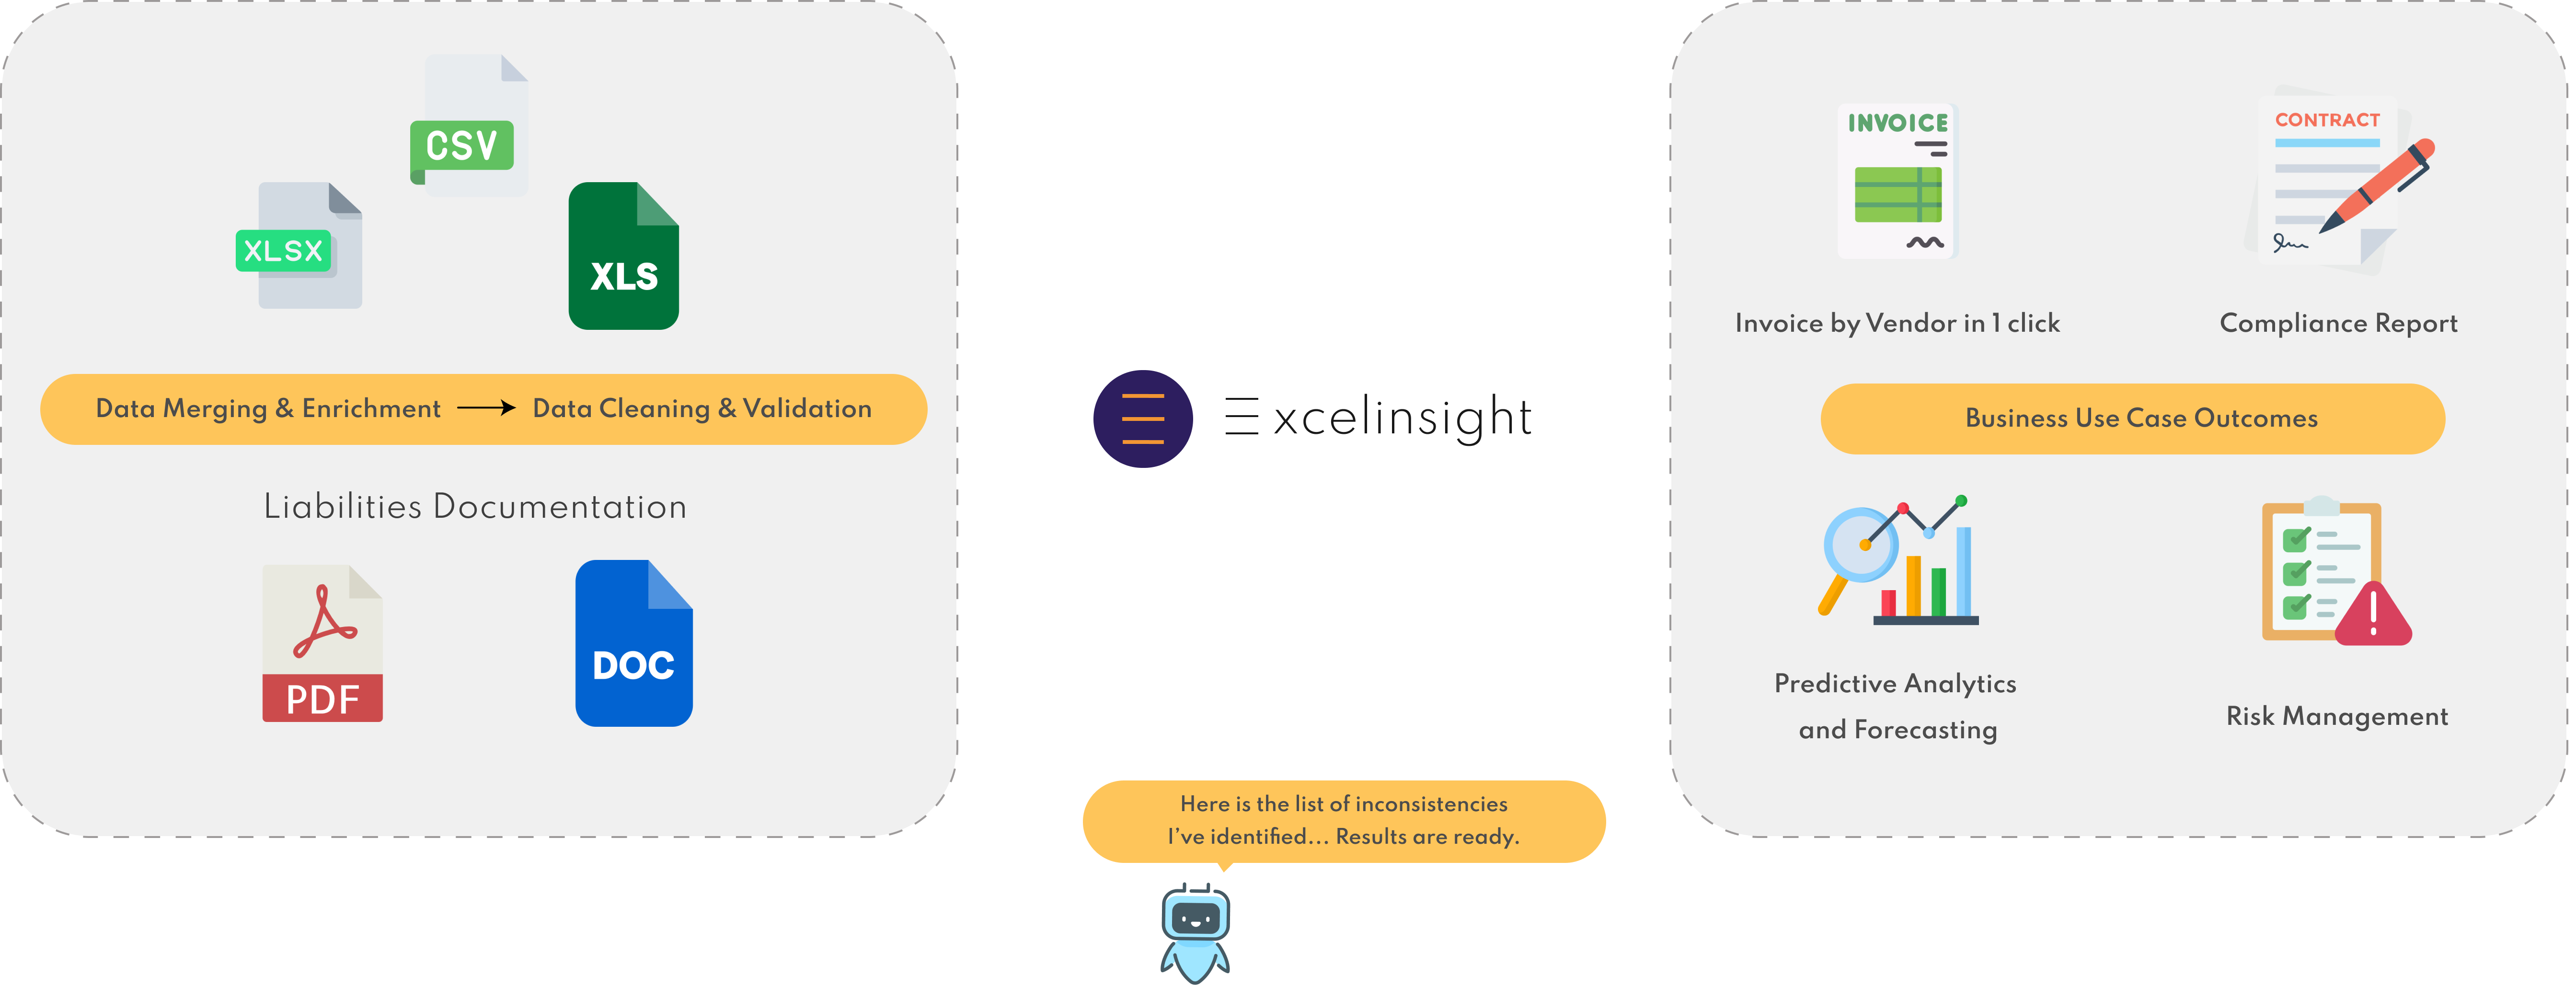 CSV
XLSX
XLS
Data Merging & Enrichment
Data Cleaning & Validation
Liabilities Documentation
PDF
DOC
xcelinsight
Here is the list of inconsistencies
I've identified... Results are ready.
INVOICE
CONTRACT
Invoice by Vendor in 1 click
Compliance Report
Business Use Case Outcomes
Predictive Analytics
and Forecasting
Risk Management